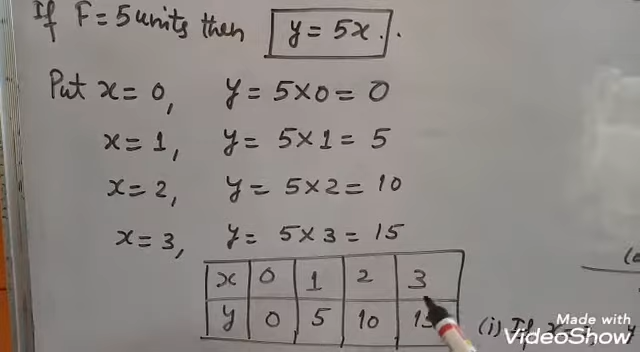 If F = 5 units then y = 5x.
Put x = 0, y = 5×0 = 0
x = 1, y = 5×1 = 5
x = 2, y = 5×2 = 10
x = 3, y = 5×3 = 15
x 0 1 2 3
y 0 5 10
(i) If x =
Made with
VideoShow